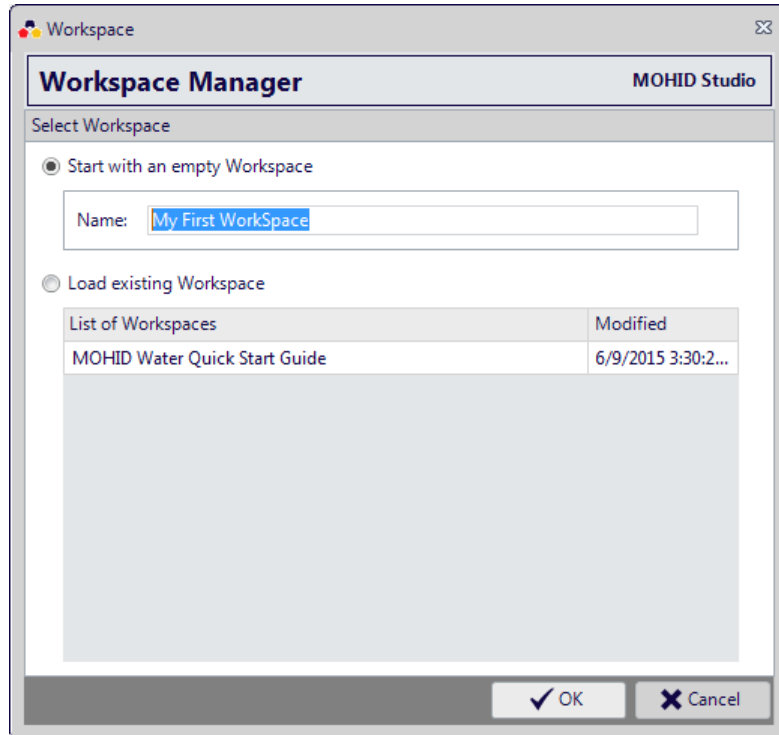 Workspace
Workspace Manager MOHID Studio
Select Workspace
Start with an empty Workspace
Name: My First WorkSpace
Load existing Workspace
List of Workspaces Modified
MOHID Water Quick Start Guide 6/9/2015 3:30:2...
OK Cancel